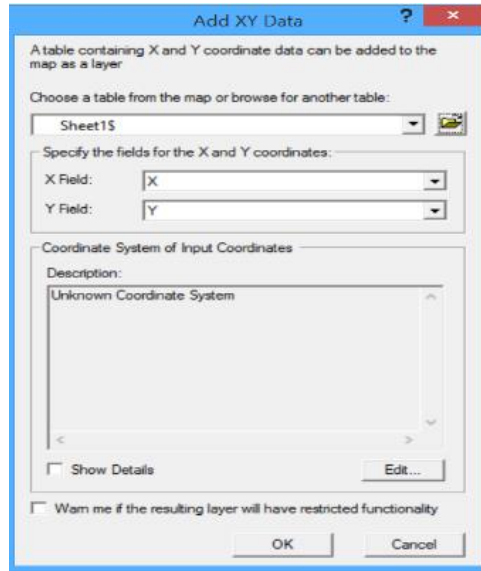 Add XY Data
?
A table containing X and Y coordinate data can be added to the
map as a layer
Choose a table from the map or browse for another table:
Sheet1$
Specify the fields for the X and Y coordinates:
X Field: X
Y Field: Y
Coordinate System of Input Coordinates
Description:
Unknown Coordinate System
Show Details
Edit...
Warn me if the resulting layer will have restricted functionality
OK
Cancel